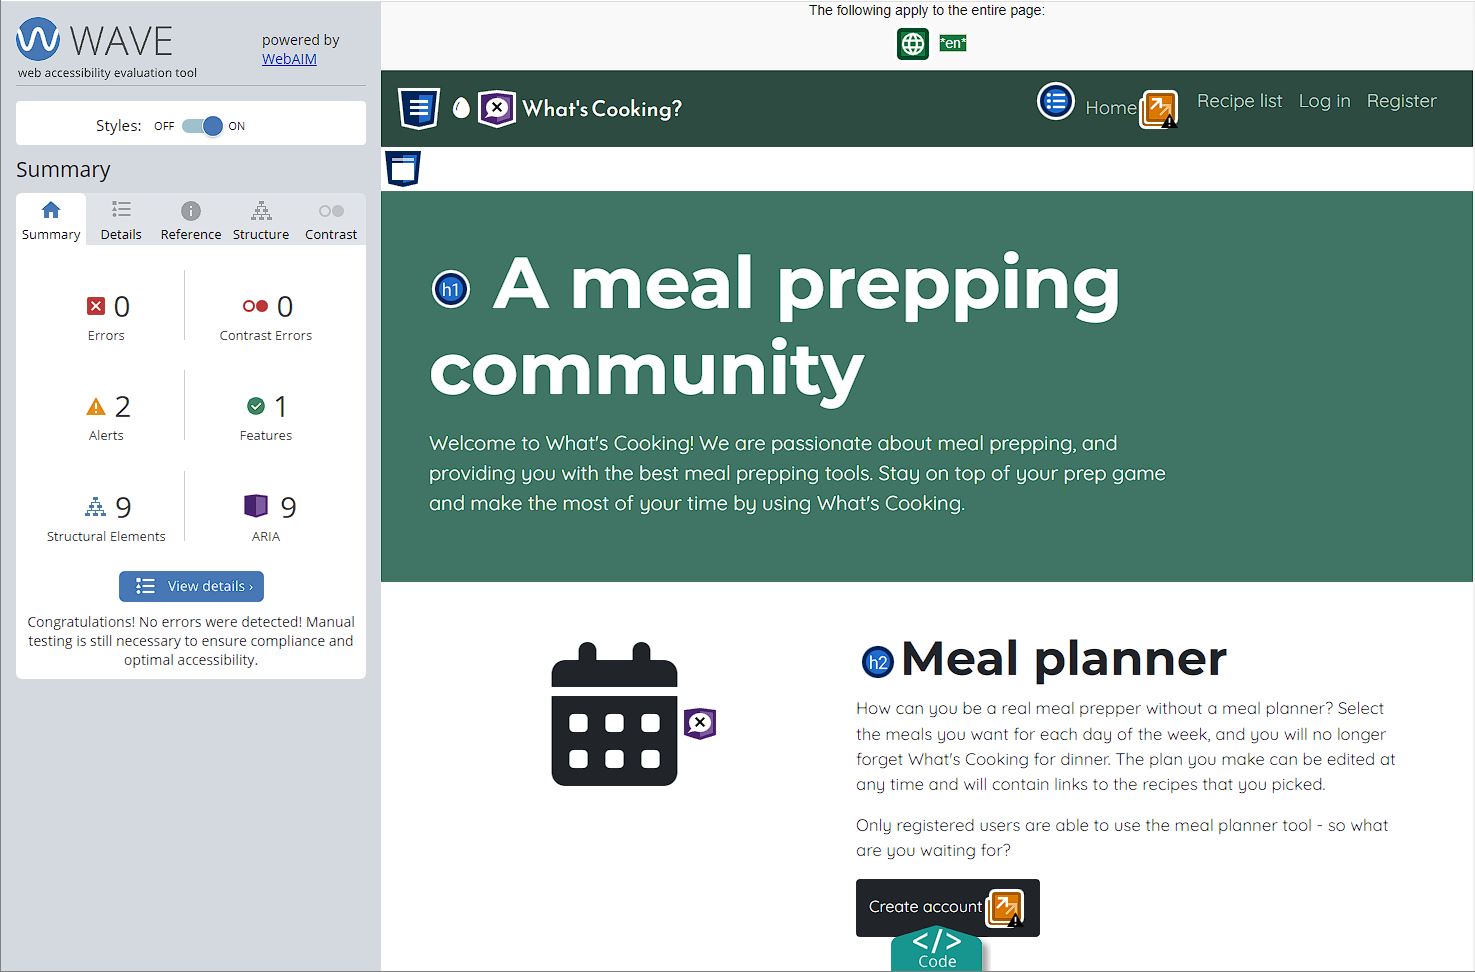 WAVE
web accessibility evaluation tool
powered by
WebAIM
Styles: OFF ON
Summary
Summary Details Reference Structure Contrast
0
Errors
0
Contrast Errors
2
Alerts
1
Features
9
Structural Elements
9
ARIA
View details ›
Congratulations! No errors were detected! Manual
testing is still necessary to ensure compliance and
optimal accessibility.
The following apply to the entire page:
*en*
What's Cooking?
Home Recipe list Log in Register
h1 A meal prepping
community
Welcome to What's Cooking! We are passionate about meal prepping, and
providing you with the best meal prepping tools. Stay on top of your prep game
and make the most of your time by using What's Cooking.
h2 Meal planner
How can you be a real meal prepper without a meal planner? Select
the meals you want for each day of the week, and you will no longer
forget What's Cooking for dinner. The plan you make can be edited at
any time and will contain links to the recipes that you picked.
Only registered users are able to use the meal planner tool - so what
are you waiting for?
Create account
</>
Code